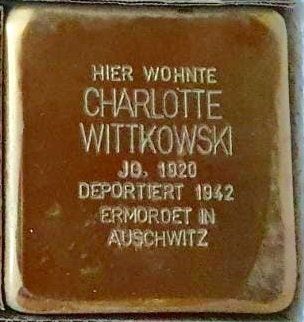 HIER WOHNTE
CHARLOTTE
WITTKOWSKI
JG. 1920
DEPORTIERT 1942
ERMORDET IN
AUSCHWITZ